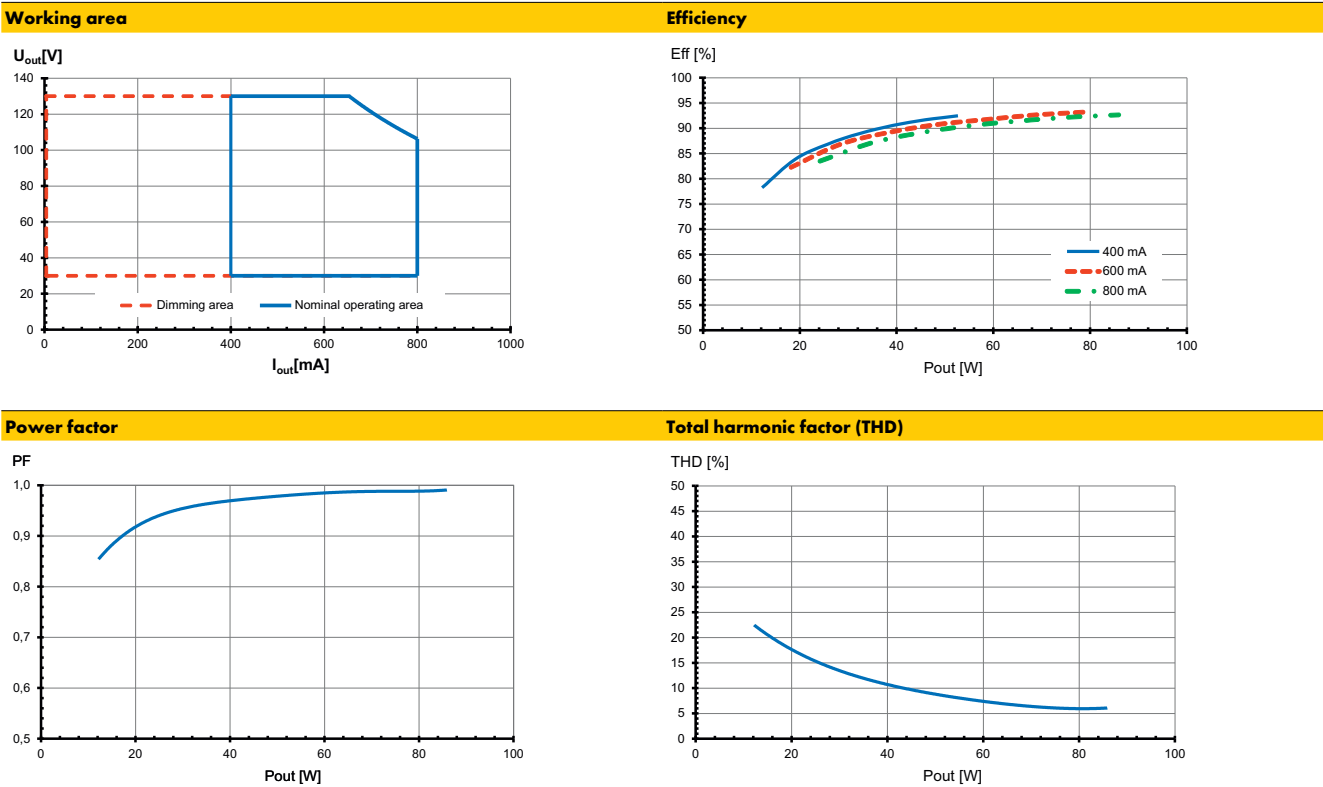 Working area
U_out[V]
140
120
100
80
60
40
20
0
Dimming area
Nominal operating area
0 200 400 600 800 1000
I_out[mA]
Efficiency
Eff [%]
100
95
90
85
80
75
70
65
60
55
50
400 mA
600 mA
800 mA
0 20 40 60 80 100
Pout [W]
Power factor
PF
1,0
0,9
0,8
0,7
0,6
0,5
0 20 40 60 80 100
Pout [W]
Total harmonic factor (THD)
THD [%]
50
45
40
35
30
25
20
15
10
5
0
0 20 40 60 80 100
Pout [W]